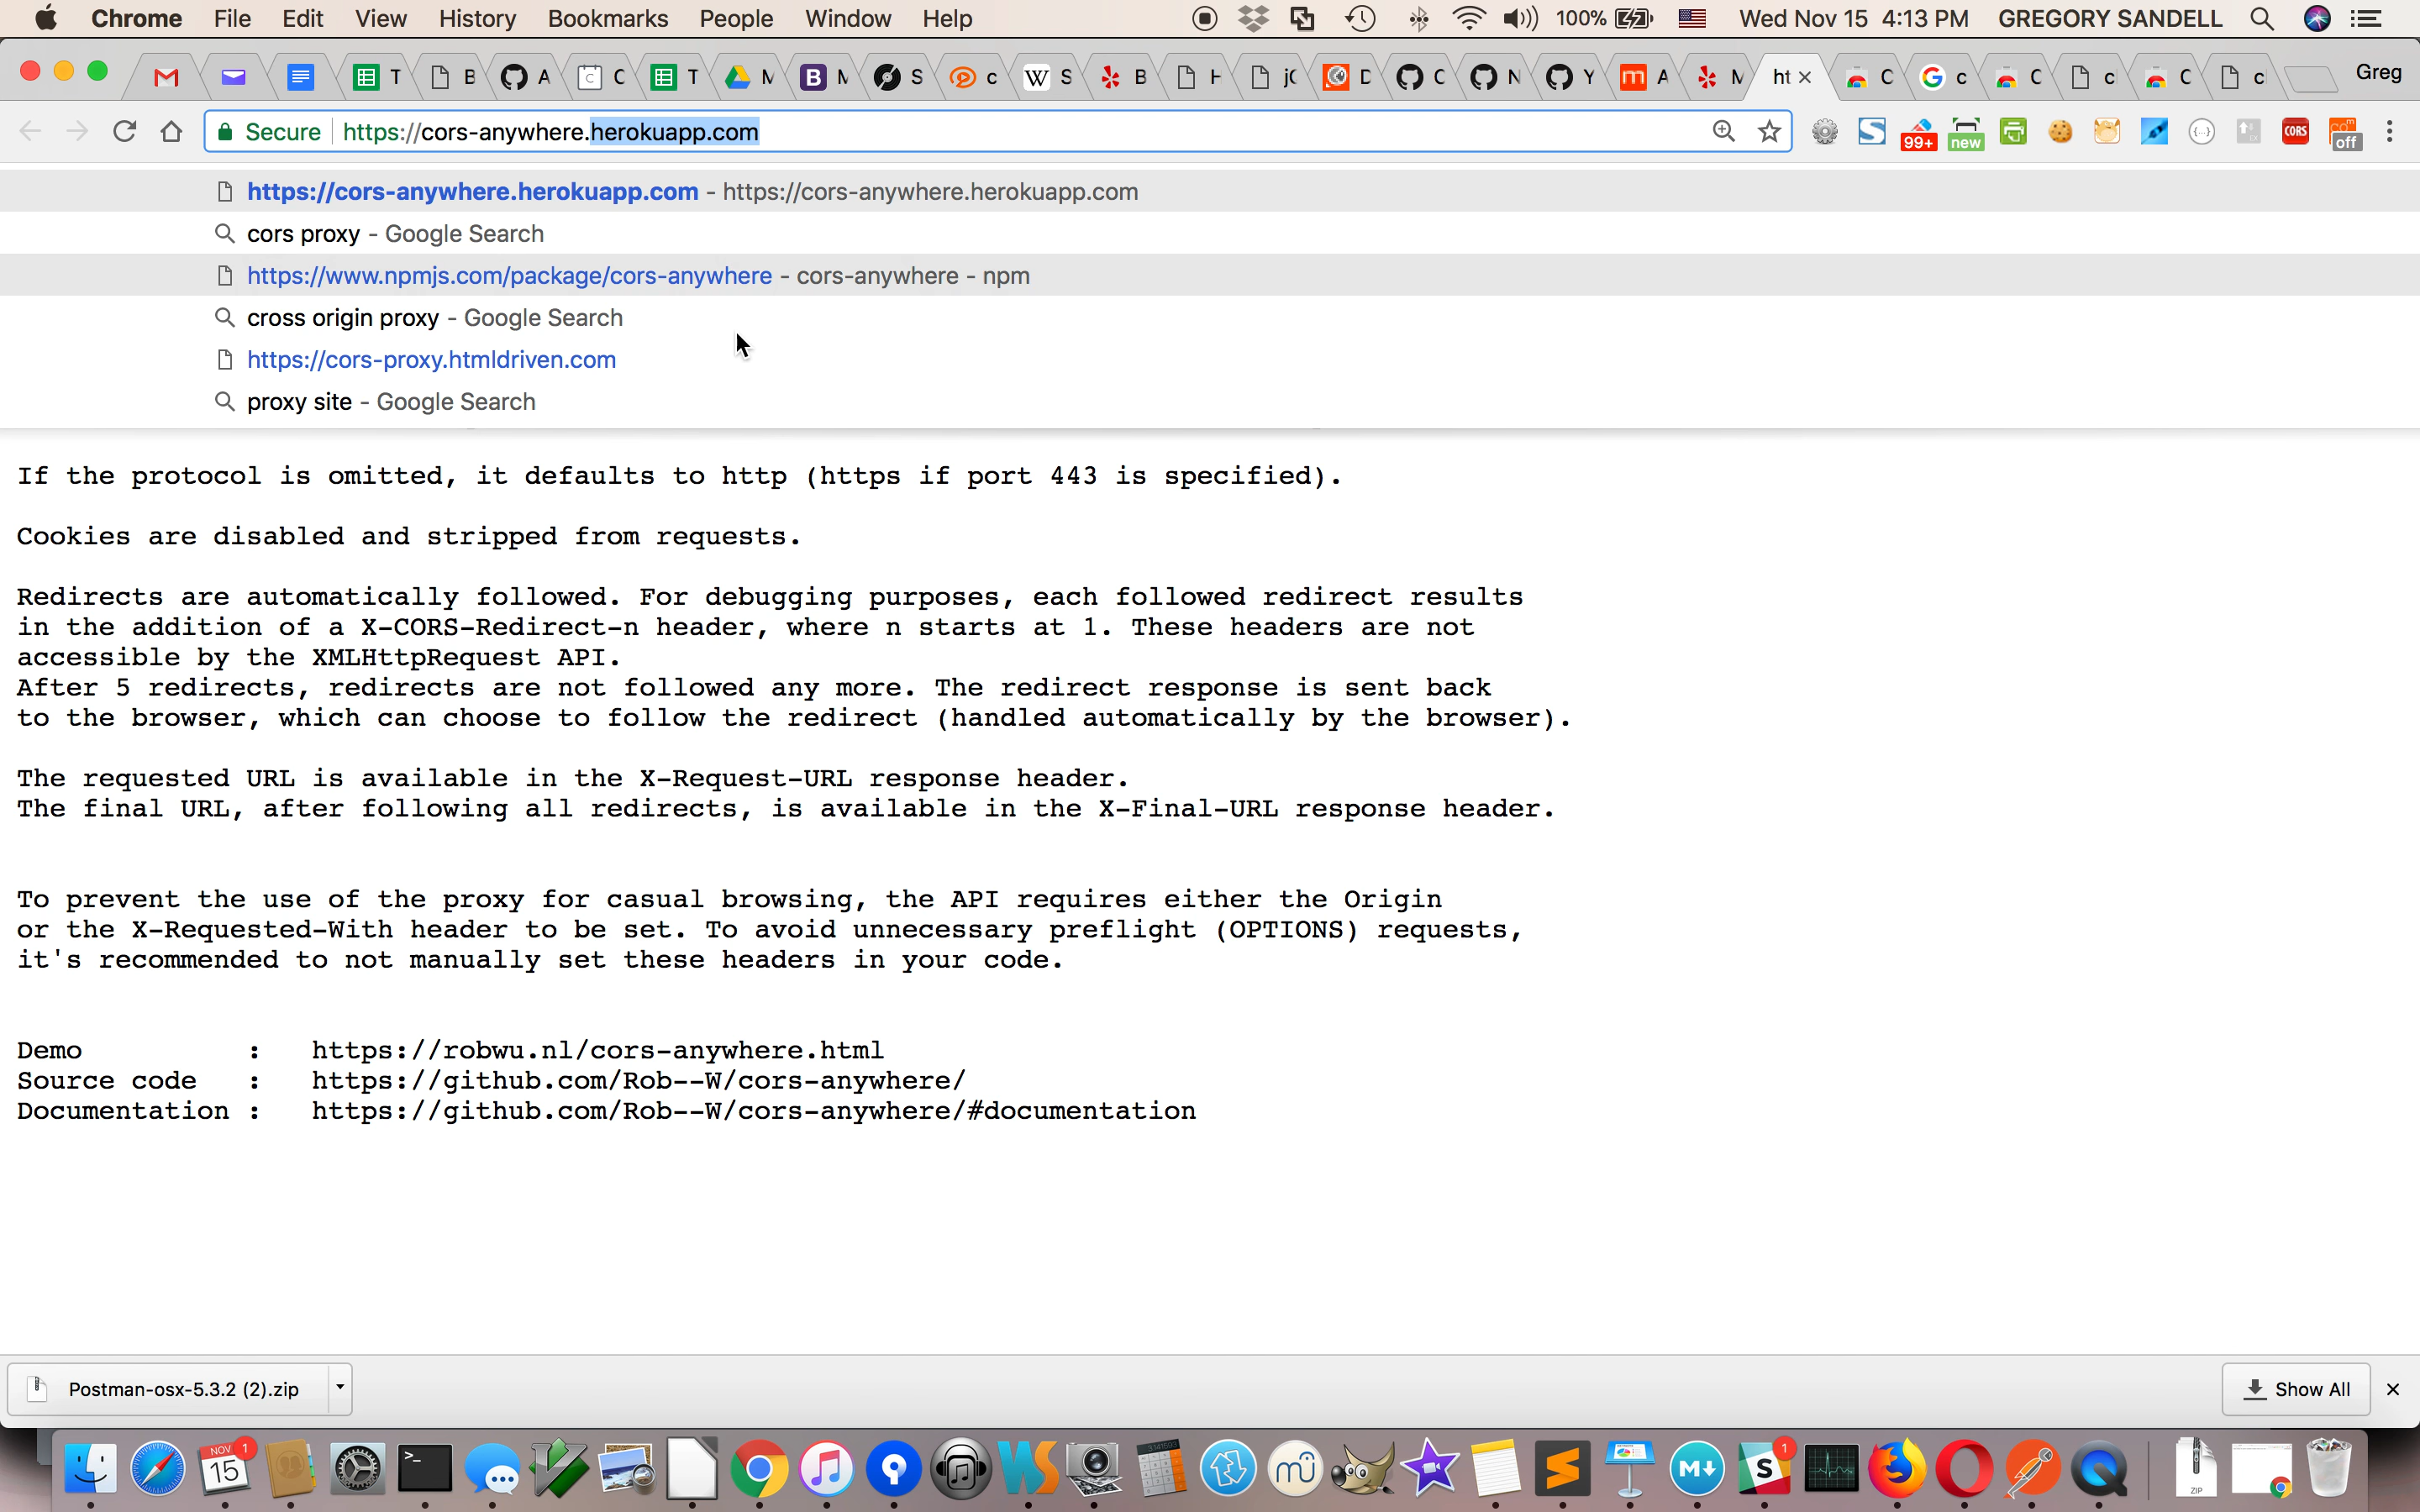 Chrome File Edit View History Bookmarks People Window Help 100% Wed Nov 15 4:13 PM GREGORY SANDELL
T B A C T M B M S c W S B H jC D C N Y m A M ht C c C c C c Greg
Secure https://cors-anywhere.herokuapp.com 99+ new CORS off
https://cors-anywhere.herokuapp.com - https://cors-anywhere.herokuapp.com
cors proxy - Google Search
https://www.npmjs.com/package/cors-anywhere - cors-anywhere - npm
cross origin proxy - Google Search
https://cors-proxy.htmldriven.com
proxy site - Google Search
If the protocol is omitted, it defaults to http (https if port 443 is specified).
Cookies are disabled and stripped from requests.
Redirects are automatically followed. For debugging purposes, each followed redirect results
in the addition of a X-CORS-Redirect-n header, where n starts at 1. These headers are not
accessible by the XMLHttpRequest API.
After 5 redirects, redirects are not followed any more. The redirect response is sent back
to the browser, which can choose to follow the redirect (handled automatically by the browser).
The requested URL is available in the X-Request-URL response header.
The final URL, after following all redirects, is available in the X-Final-URL response header.
To prevent the use of the proxy for casual browsing, the API requires either the Origin
or the X-Requested-With header to be set. To avoid unnecessary preflight (OPTIONS) requests,
it's recommended to not manually set these headers in your code.
Demo : https://robwu.nl/cors-anywhere.html
Source code : https://github.com/Rob--W/cors-anywhere/
Documentation : https://github.com/Rob--W/cors-anywhere/#documentation
Postman-osx-5.3.2 (2).zip Show All
NOV 15 1 WS M 1 S ZIP